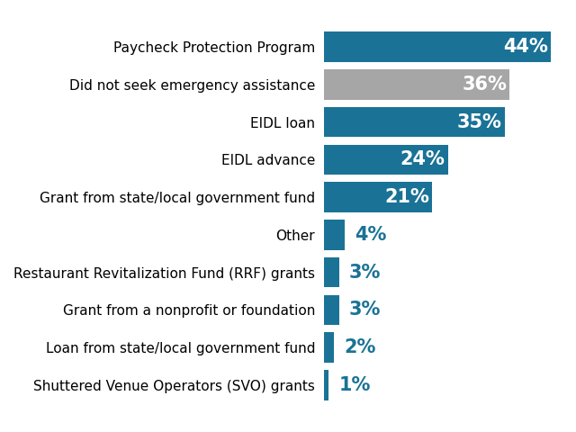 Paycheck Protection Program 44%
Did not seek emergency assistance 36%
EIDL loan 35%
EIDL advance 24%
Grant from state/local government fund 21%
Other 4%
Restaurant Revitalization Fund (RRF) grants 3%
Grant from a nonprofit or foundation 3%
Loan from state/local government fund 2%
Shuttered Venue Operators (SVO) grants 1%